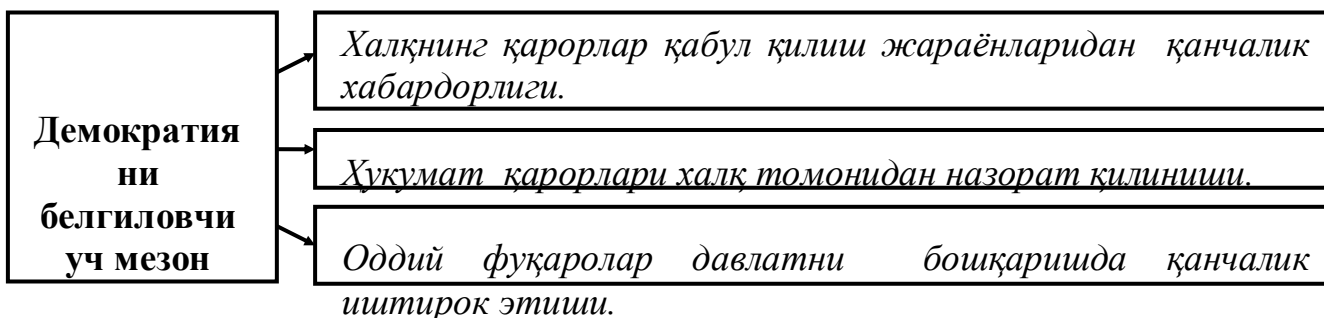 Демократия
ни
белгиловчи
уч мезон
Халқнинг қарорлар қабул қилиш жараёнларидан қанчалик
хабардорлиги.
Ҳукумат қарорлари халқ томонидан назорат қилиниши.
Оддий фуқаролар давлатни бошқаришда қанчалик
иштирок этиши.